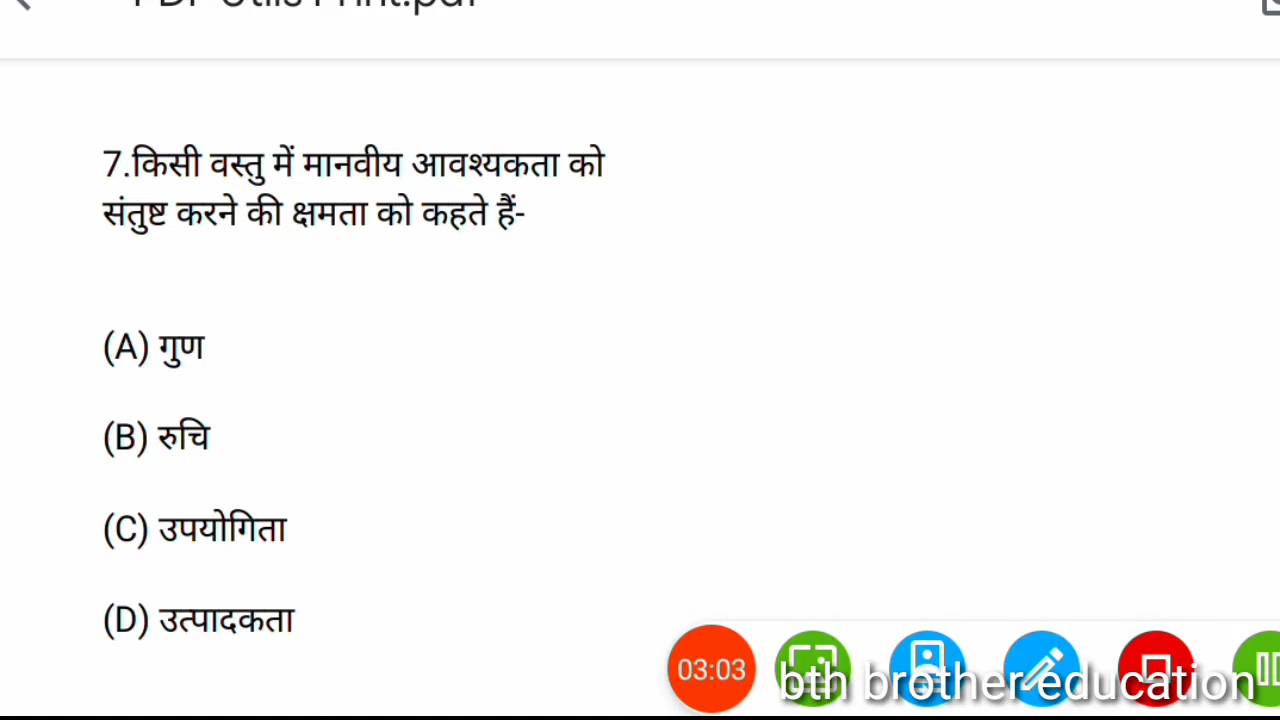 7.किसी वस्तु में मानवीय आवश्यकता को
संतुष्ट करने की क्षमता को कहते हैं-
(A) गुण
(B) रुचि
(C) उपयोगिता
(D) उत्पादकता
03:03
bth brother education